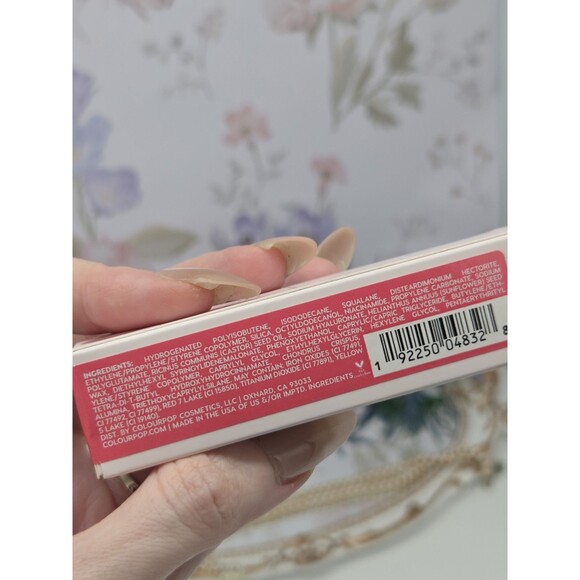 INGREDIENTS: HYDROGENATED POLYISOBUTENE, ISODODECANE, SQUALANE, DISTEARDIMONIUM HECTORITE,
ETHYLENE/PROPYLENE/STYRENE COPOLYMER, SILICA, OCTYLDODECANOL, NIACINAMIDE, PROPYLENE CARBONATE, SODIUM
POLYGLUTAMATE, RICINUS COMMUNIS (CASTOR) SEED OIL, SODIUM HYALURONATE, HELIANTHUS ANNUUS (SUNFLOWER) SEED
WAX, DIETHYLHEXYL SYRINGYLIDENEMALONATE, PHENOXYETHANOL, CAPRYLIC/CAPRIC TRIGLYCERIDE, BUTYLENE/ETH-
YLENE/STYRENE COPOLYMER, CAPRYLYL GLYCOL, ETHYLHEXYLGLYCERIN, HEXYLENE GLYCOL, PENTAERYTHRITYL
TETRA-DI-T-BUTYL HYDROXYHYDROCINNAMATE, CHONDRUS CRISPUS,
ALUMINA, TRIETHOXYCAPRYLYLSILANE. MAY CONTAIN: IRON OXIDES (CI 77491,
CI 77492, CI 77499), RED 7 LAKE (CI 15850), TITANIUM DIOXIDE (CI 77891), YELLOW
5 LAKE (CI 19140).
DIST. BY COLOURPOP COSMETICS, LLC | OXNARD, CA 93033
COLOURPOP.COM | MADE IN THE USA OF US &/OR IMPTD. INGREDIENTS.
1 92250 04832 8